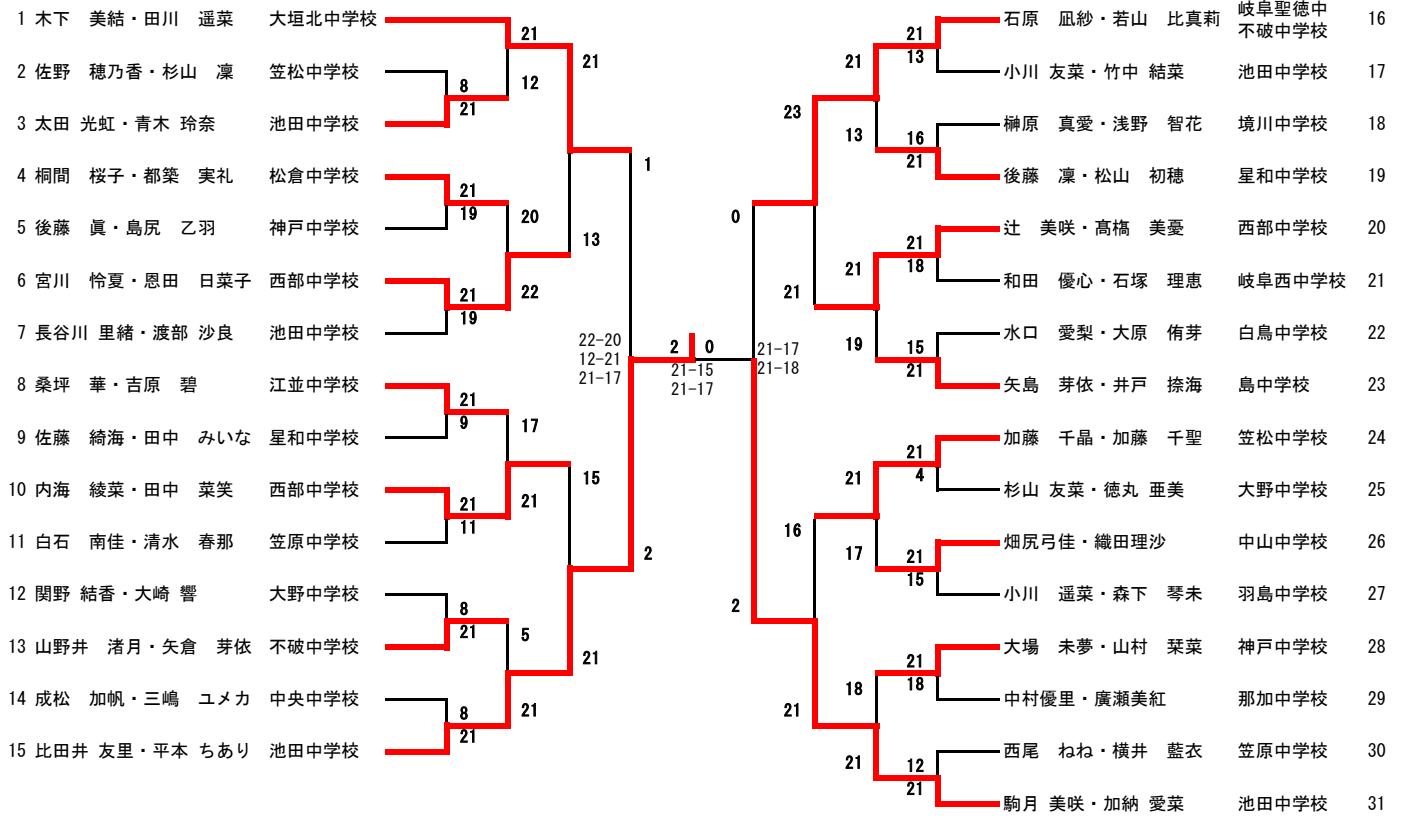 1 木下　美結・田川　遥菜 大垣北中学校
2 佐野　穂乃香・杉山　凜 笠松中学校
3 太田 光虹・青木 玲奈 池田中学校
4 桐間　桜子・都築　実礼 松倉中学校
5 後藤　眞・島尻　乙羽 神戸中学校
6 宮川　怜夏・恩田　日菜子 西部中学校
7 長谷川 里緒・渡部 沙良 池田中学校
8 桑坪　華・吉原　碧 江並中学校
9 佐藤　綺海・田中　みいな 星和中学校
10 内海　綾菜・田中　菜笑 西部中学校
11 白石　南佳・清水　春那 笠原中学校
12 関野 結香・大崎 響 大野中学校
13 山野井　渚月・矢倉　芽依 不破中学校
14 成松　加帆・三嶋　ユメカ 中央中学校
15 比田井 友里・平本 ちあり 池田中学校
8
21
21
19
21
19
21
9
21
11
8
21
8
21
21
12
20
22
17
21
5
21
21
13
15
21
1
2
22-20
12-21
21-17
2 0
21-15
21-17
21-17
21-18
0
2
23
21
16
21
21
13
21
19
21
17
18
21
21
13
16
21
21
18
15
21
21
4
21
15
21
18
12
21
石原　凪紗・若山　比真莉 岐阜聖徳中 16
不破中学校
小川 友菜・竹中 結菜 池田中学校 17
榊原　真愛・浅野　智花 境川中学校 18
後藤　凜・松山　初穂 星和中学校 19
辻　美咲・髙橋　美憂 西部中学校 20
和田　優心・石塚　理恵 岐阜西中学校 21
水口　愛梨・大原　侑芽 白鳥中学校 22
矢島　芽依・井戸　捺海 島中学校 23
加藤　千晶・加藤　千聖 笠松中学校 24
杉山 友菜・徳丸 亜美 大野中学校 25
畑尻弓佳・織田理沙 中山中学校 26
小川　遥菜・森下　琴未 羽島中学校 27
大場　未夢・山村　栞菜 神戸中学校 28
中村優里・廣瀬美紅 那加中学校 29
西尾　ねね・横井　藍衣 笠原中学校 30
駒月 美咲・加納 愛菜 池田中学校 31